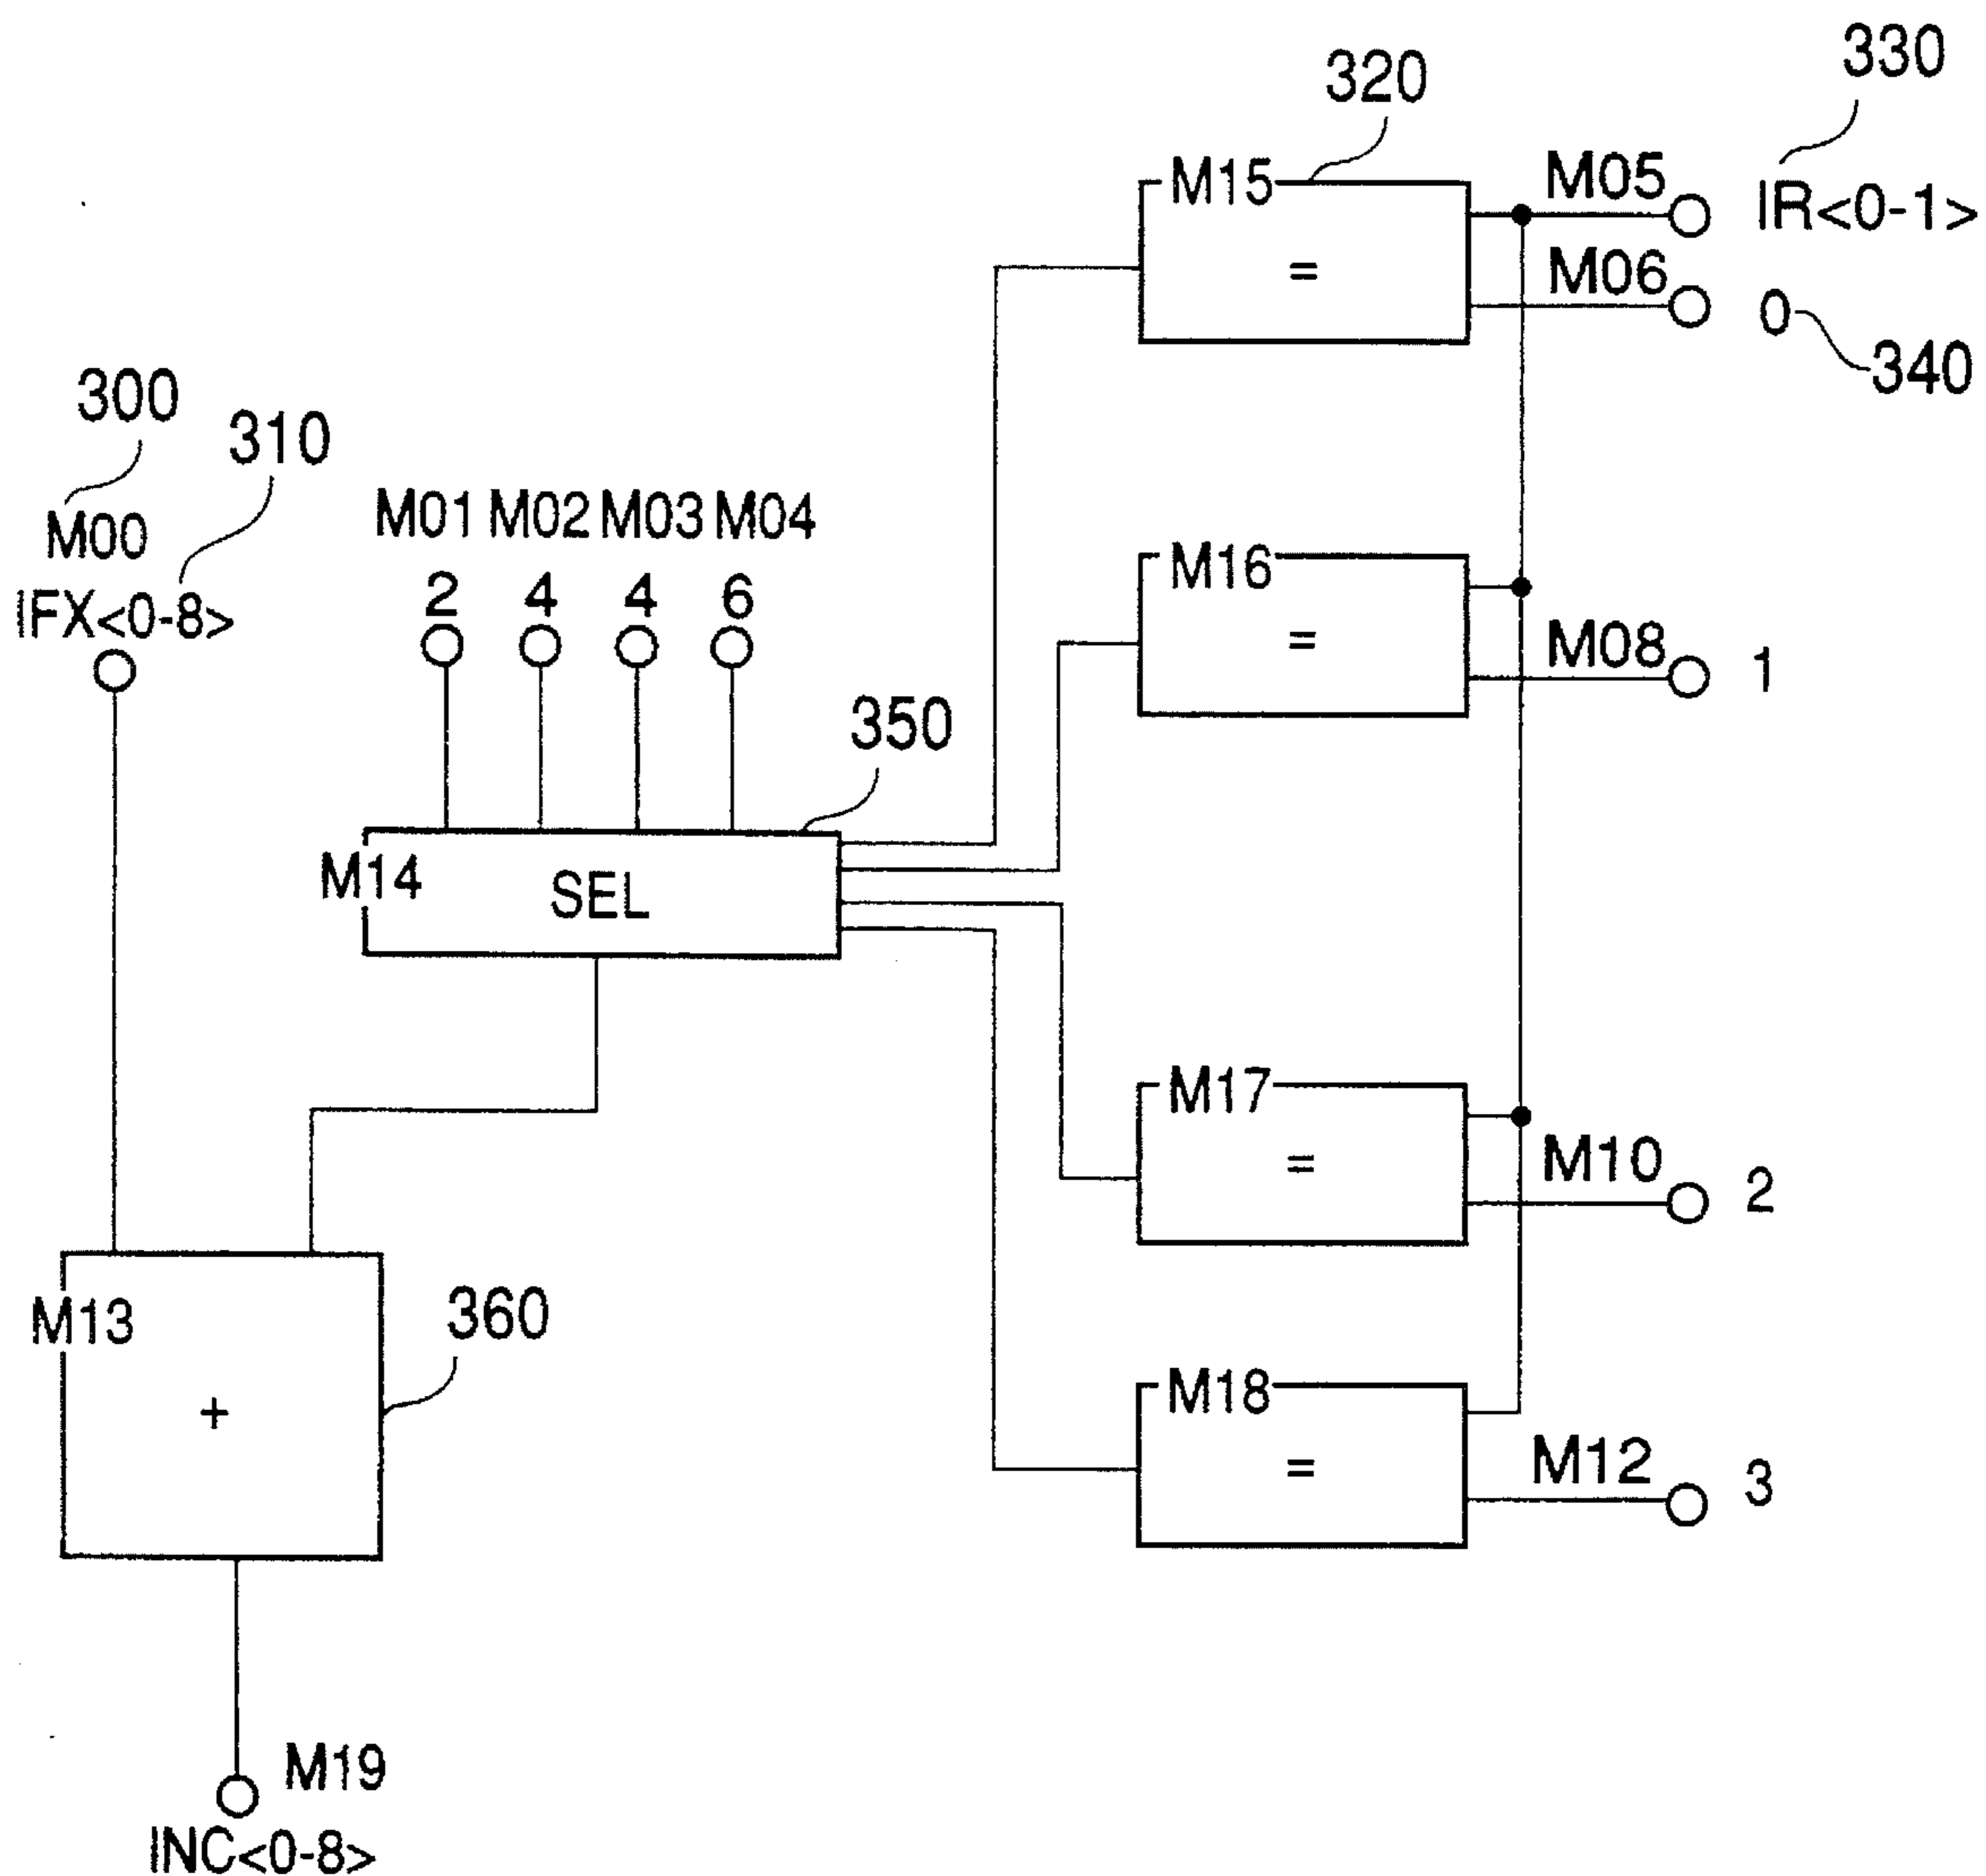 330
320
M15
M05
IR<0-1>
=
M06
0
340
300
310
M00
IFX<0-8>
M01 M02 M03 M04
2 4 4 6
M16
=
M08
1
350
M14
SEL
M17
=
M10
2
M13
+
360
M18
=
M12
3
M19
INC<0-8>